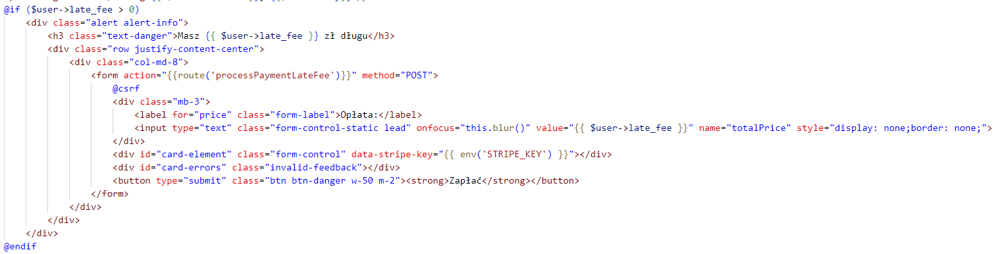 @if ($user->late_fee > 0)
<div class="alert alert-info">
<h3 class="text-danger">Masz {{ $user->late_fee }} zł długu</h3>
<div class="row justify-content-center">
<div class="col-md-8">
<form action="{{route('processPaymentLateFee')}}" method="POST">
@csrf
<div class="mb-3">
<label for="price" class="form-label">Opłata:</label>
<input type="text" class="form-control-static lead" onfocus="this.blur()" value="{{ $user->late_fee }}" name="totalPrice" style="display: none;border: none;">
</div>
<div id="card-element" class="form-control" data-stripe-key="{{ env('STRIPE_KEY') }}"></div>
<div id="card-errors" class="invalid-feedback"></div>
<button type="submit" class="btn btn-danger w-50 m-2"><strong>Zapłać</strong></button>
</form>
</div>
</div>
</div>
@endif